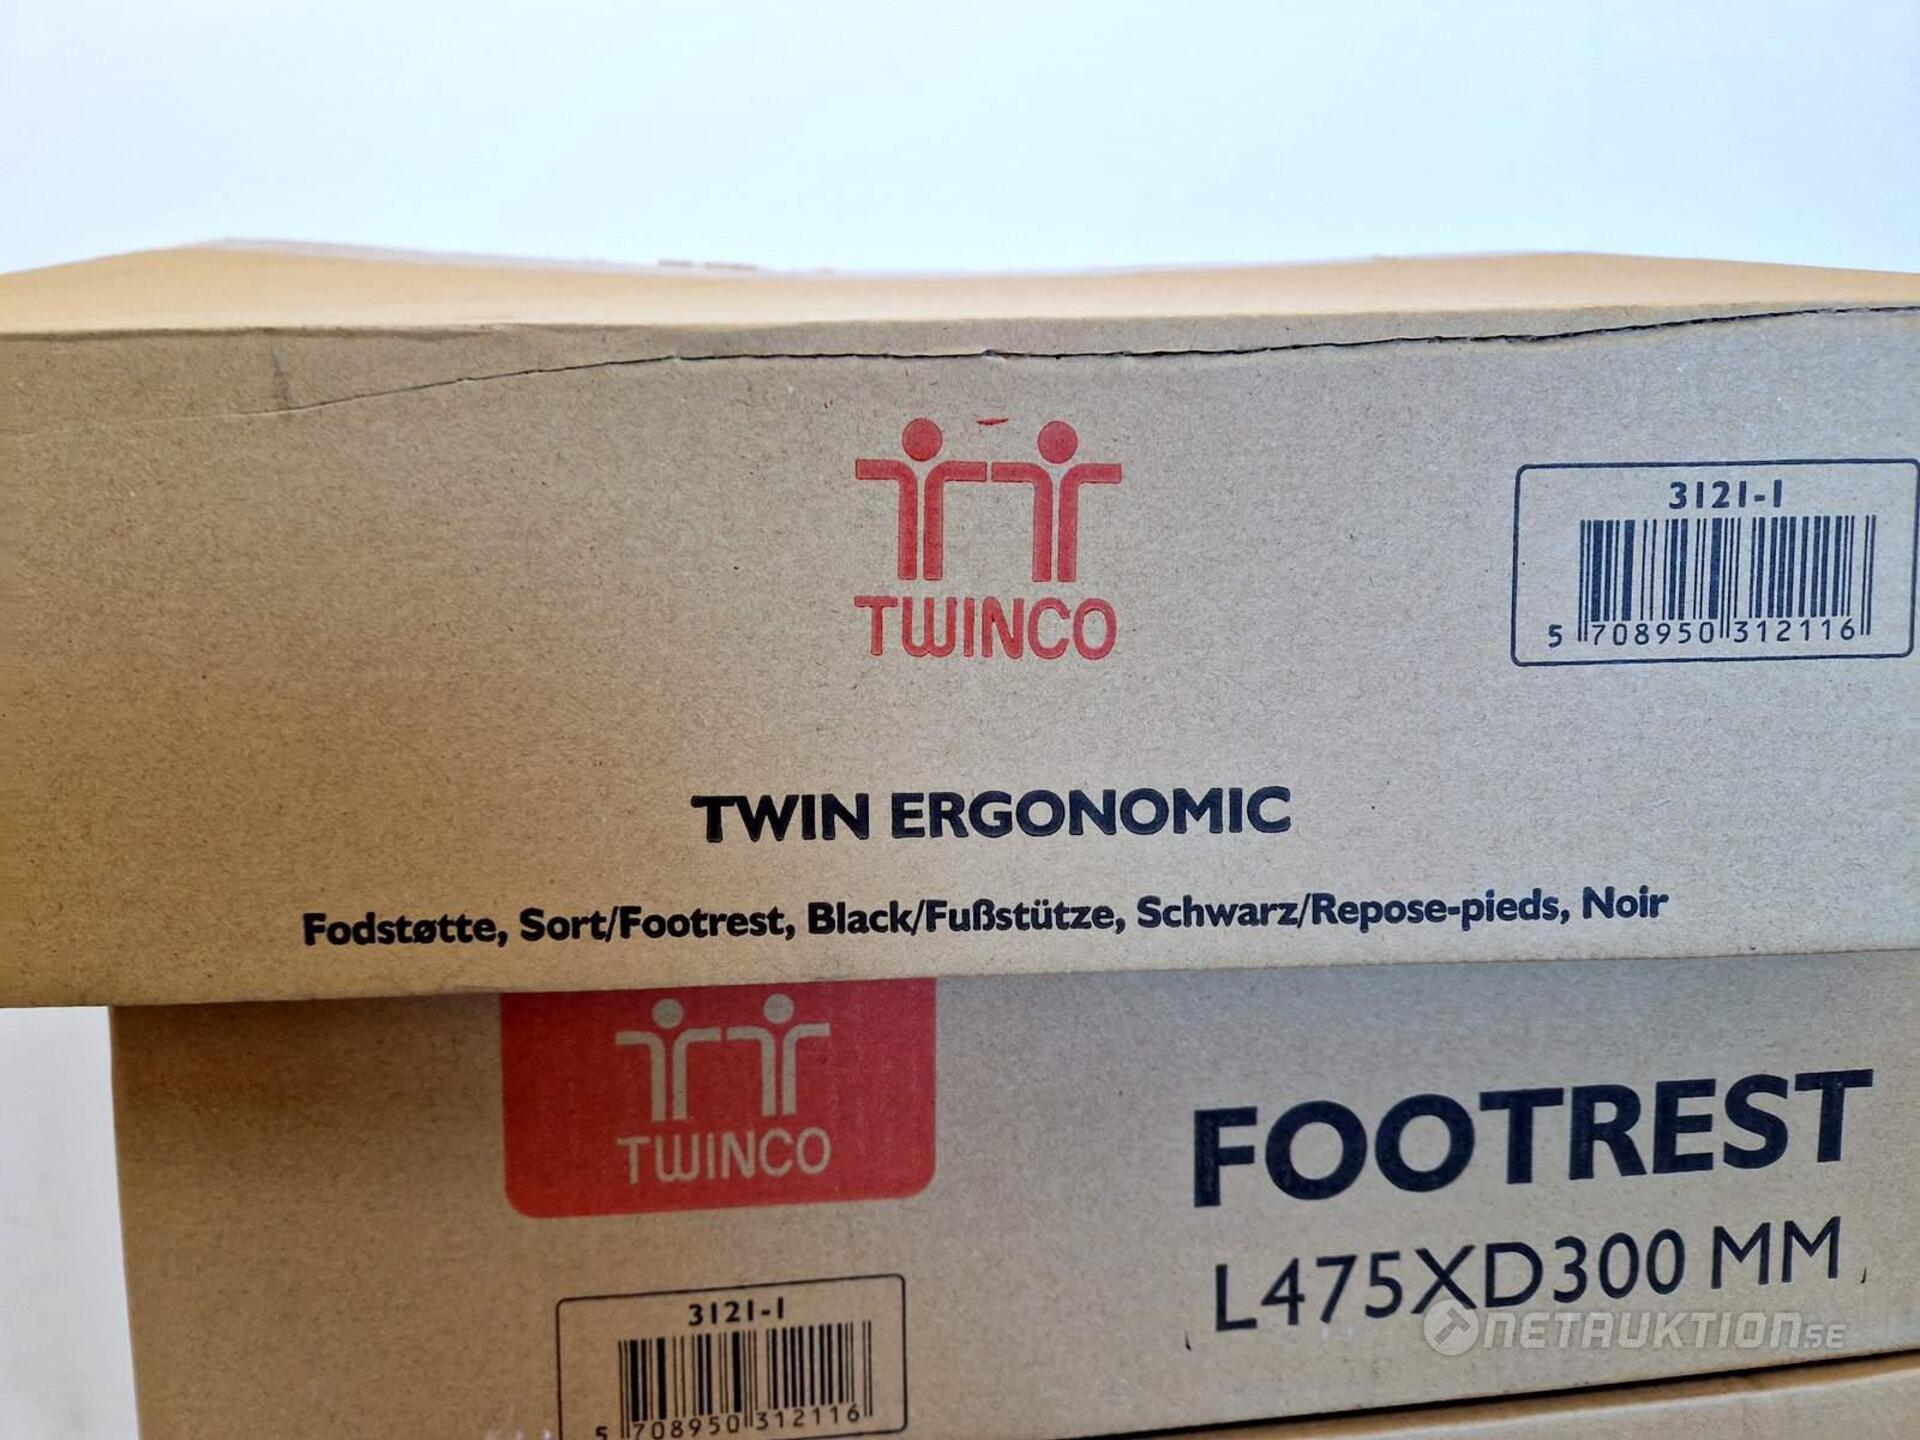 TWINCO
3121-1
5 708950 312116
TWIN ERGONOMIC
Fodstøtte, Sort/Footrest, Black/Fußstütze, Schwarz/Repose-pieds, Noir
TWINCO
FOOTREST
L475XD300 MM
3121-1
5 708950 312116
NETAUKTION.SE